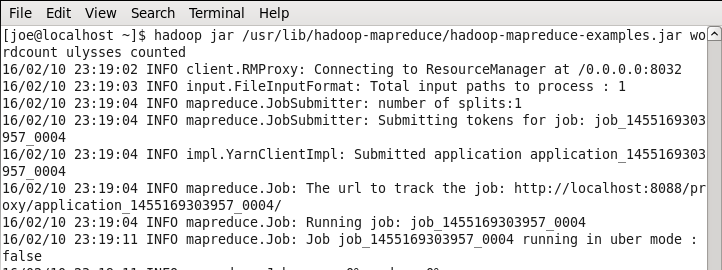 File Edit View Search Terminal Help
[joe@localhost ~]$ hadoop jar /usr/lib/hadoop-mapreduce/hadoop-mapreduce-examples.jar wo
rdcount ulysses counted
16/02/10 23:19:02 INFO client.RMProxy: Connecting to ResourceManager at /0.0.0.0:8032
16/02/10 23:19:03 INFO input.FileInputFormat: Total input paths to process : 1
16/02/10 23:19:04 INFO mapreduce.JobSubmitter: number of splits:1
16/02/10 23:19:04 INFO mapreduce.JobSubmitter: Submitting tokens for job: job_1455169303
957_0004
16/02/10 23:19:04 INFO impl.YarnClientImpl: Submitted application application_1455169303
957_0004
16/02/10 23:19:04 INFO mapreduce.Job: The url to track the job: http://localhost:8088/pr
oxy/application_1455169303957_0004/
16/02/10 23:19:04 INFO mapreduce.Job: Running job: job_1455169303957_0004
16/02/10 23:19:11 INFO mapreduce.Job: Job job_1455169303957_0004 running in uber mode :
false